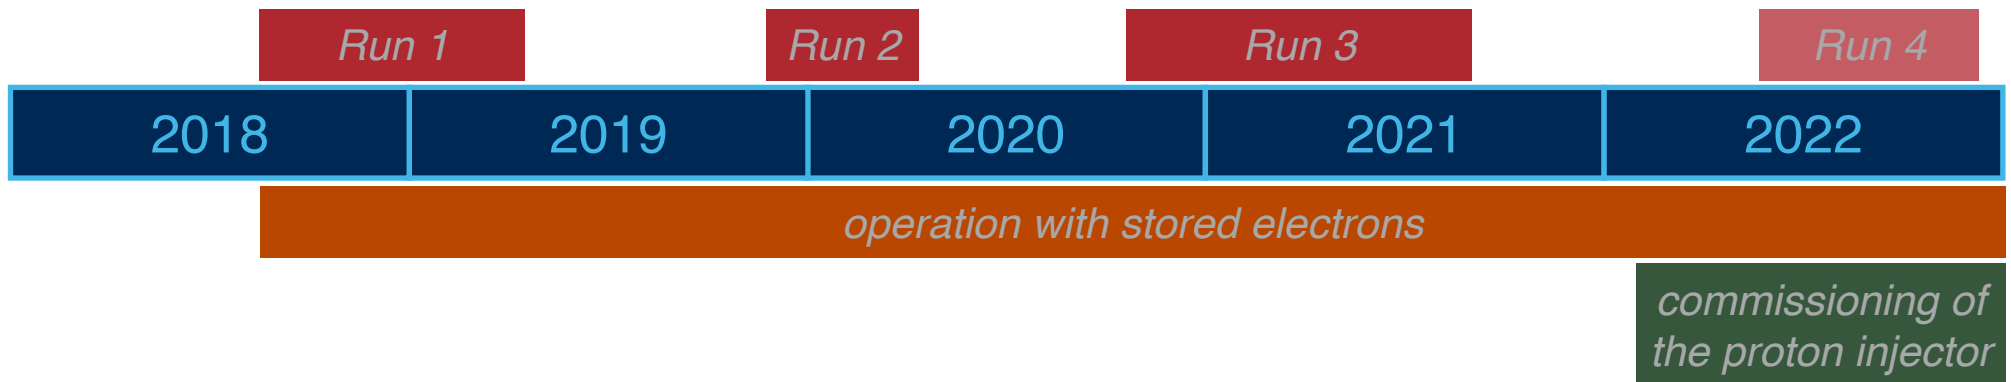 Run 1 Run 2 Run 3 Run 4
2018 2019 2020 2021 2022
operation with stored electrons
commissioning of
the proton injector